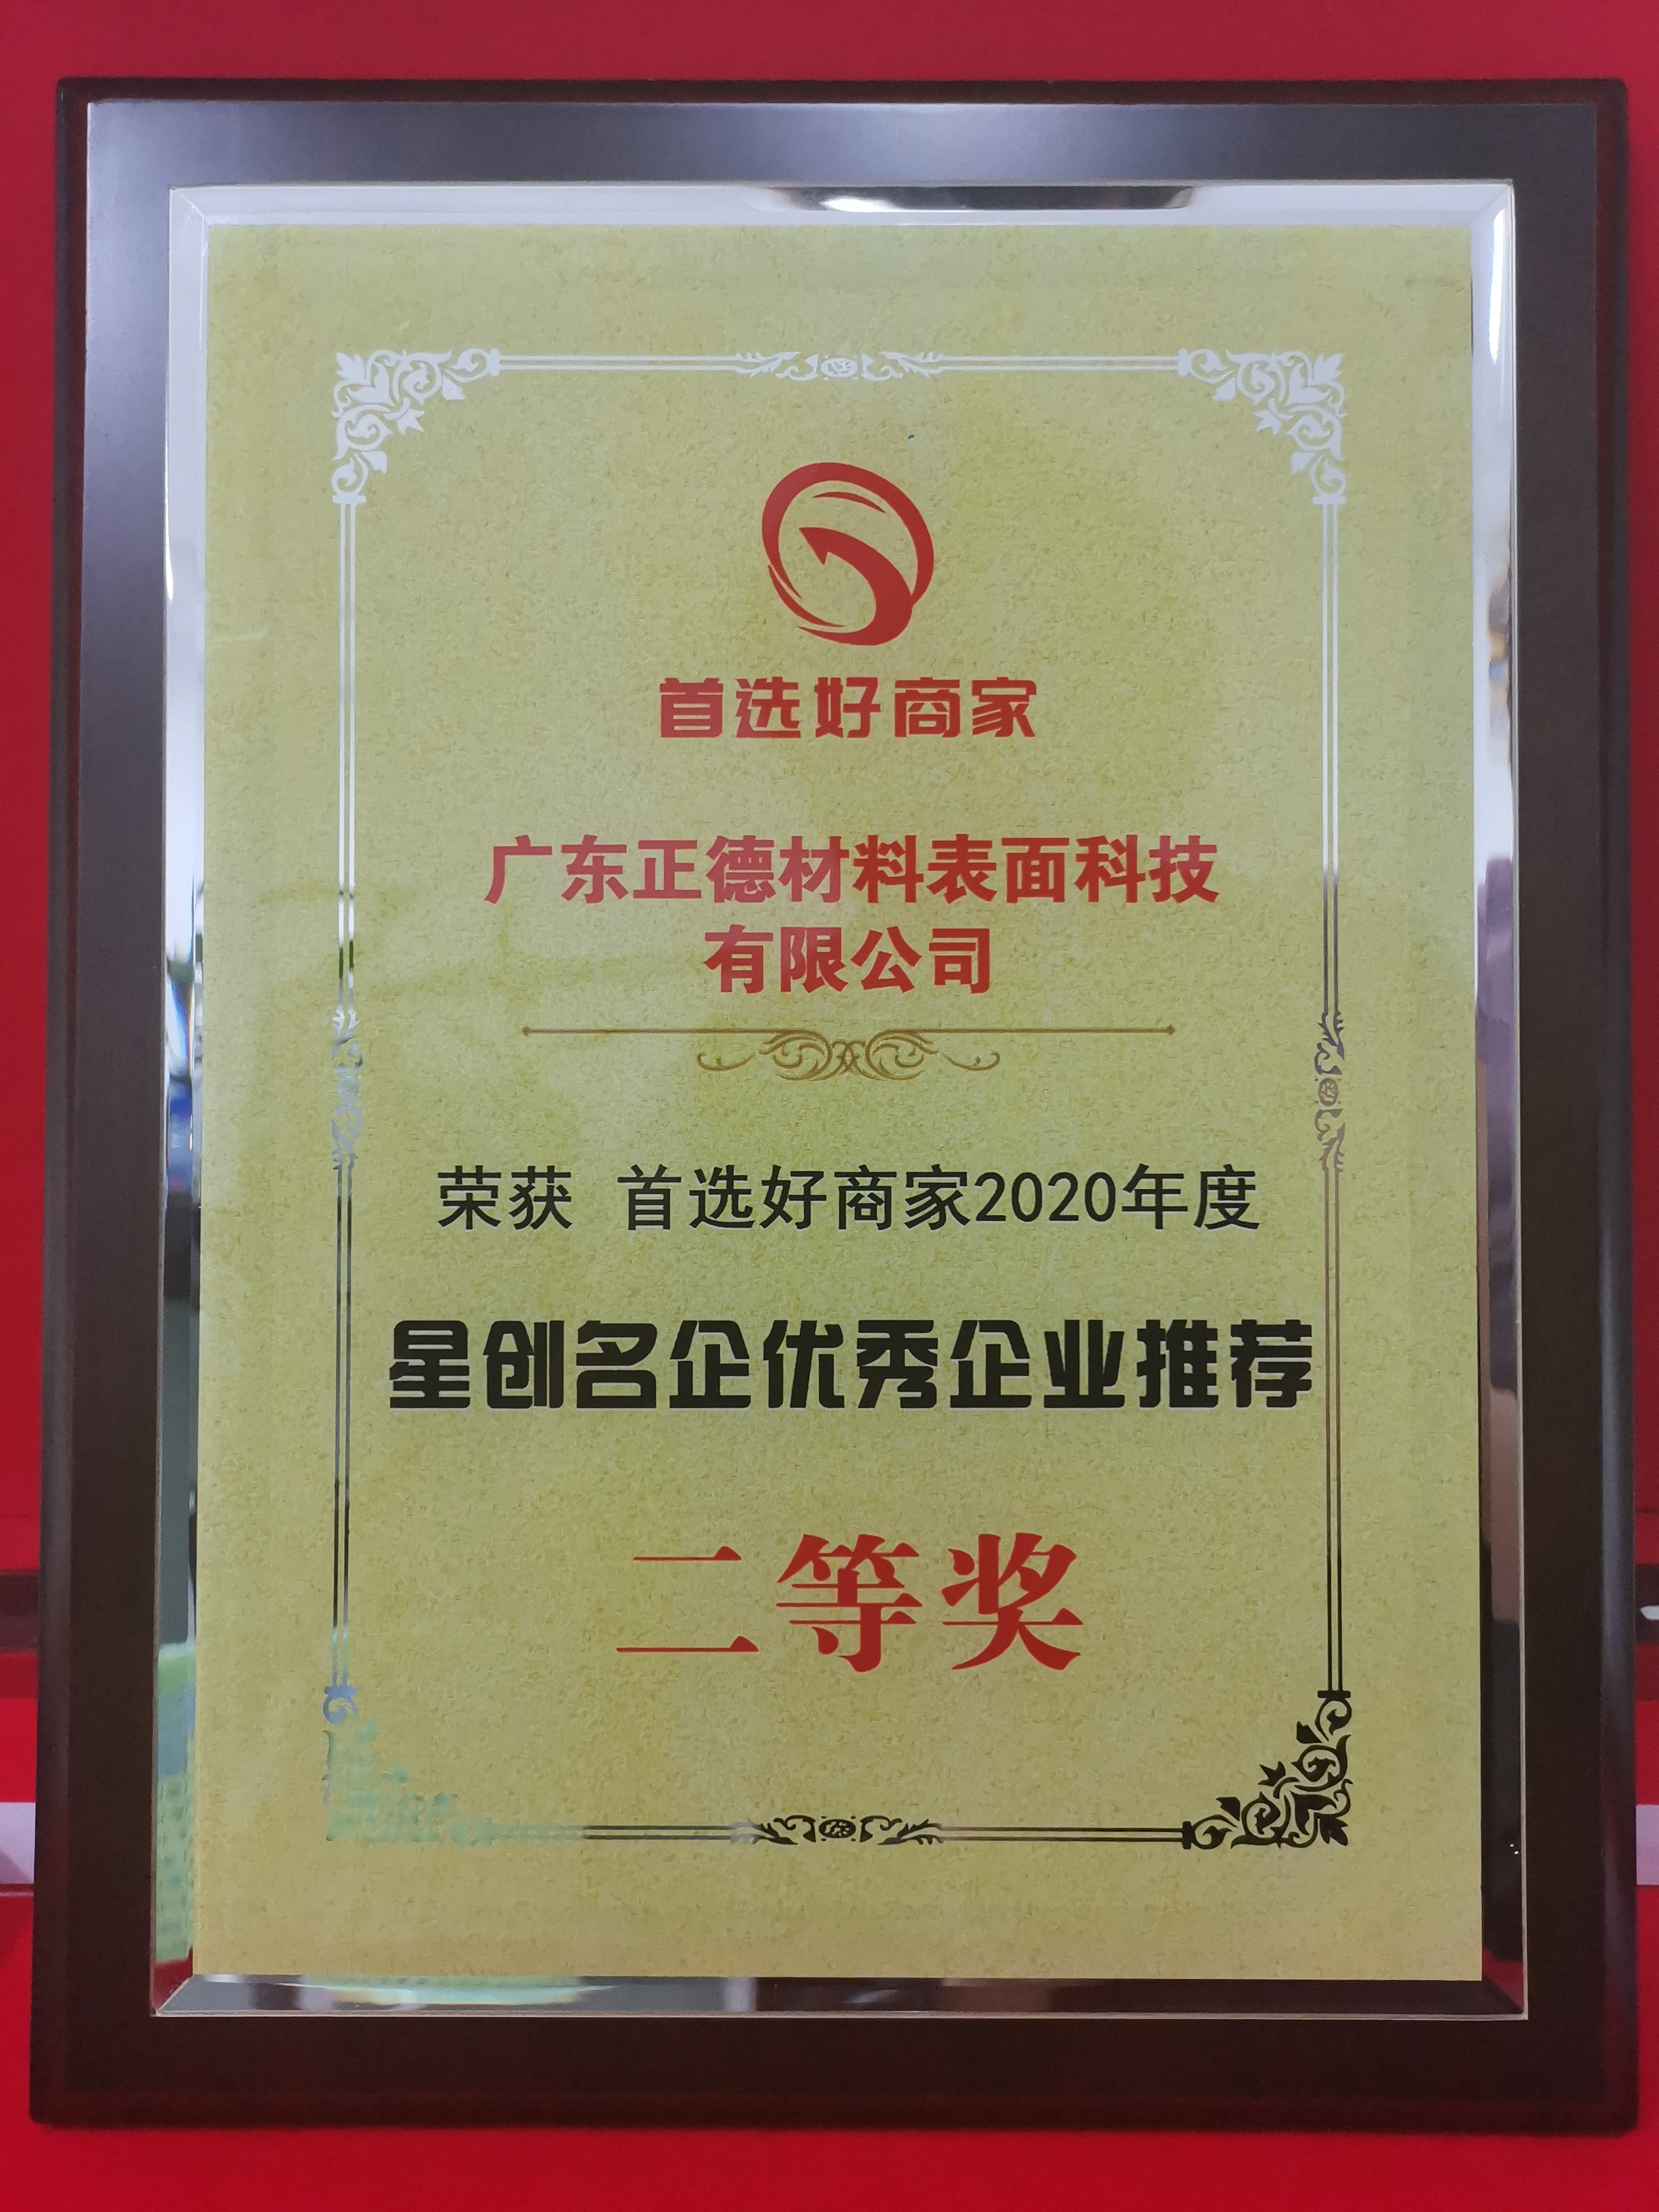 首选好商家
广东正德材料表面科技
有限公司
荣获 首选好商家2020年度
星创名企优秀企业推荐
二等奖